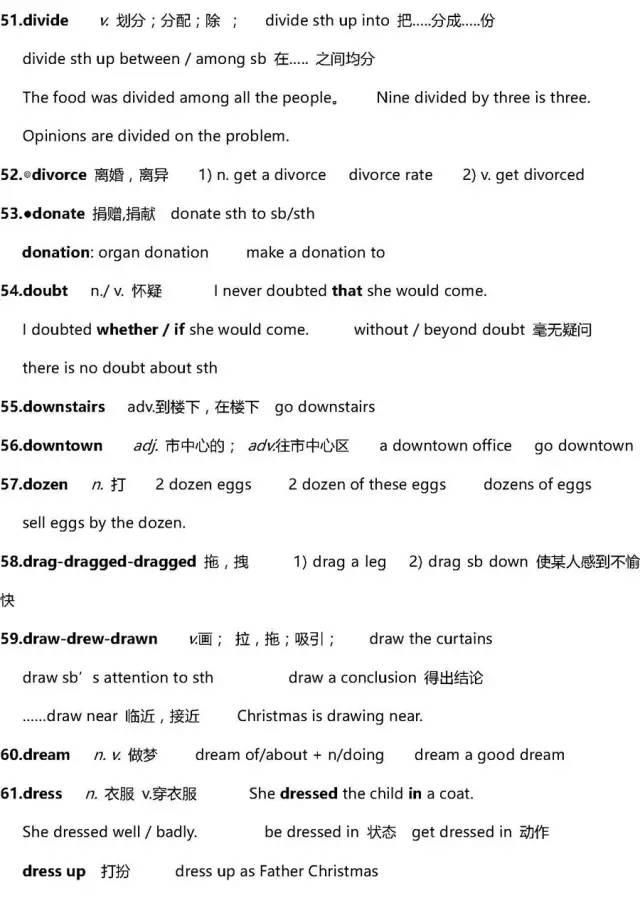 51.divide v. 划分；分配；除 ； divide sth up into 把.....分成.....份
divide sth up between / among sb 在..... 之间均分
The food was divided among all the people。 Nine divided by three is three.
Opinions are divided on the problem.
52.⊙divorce 离婚，离异 1) n. get a divorce divorce rate 2) v. get divorced
53.●donate 捐赠,捐献 donate sth to sb/sth
donation: organ donation make a donation to
54.doubt n./ v. 怀疑 I never doubted that she would come.
I doubted whether / if she would come. without / beyond doubt 毫无疑问
there is no doubt about sth
55.downstairs adv.到楼下，在楼下 go downstairs
56.downtown adj. 市中心的； adv.往市中心区 a downtown office go downtown
57.dozen n. 打 2 dozen eggs 2 dozen of these eggs dozens of eggs
sell eggs by the dozen.
58.drag-dragged-dragged 拖，拽 1) drag a leg 2) drag sb down 使某人感到不愉
快
59.draw-drew-drawn v.画； 拉，拖；吸引； draw the curtains
draw sb’s attention to sth draw a conclusion 得出结论
......draw near 临近，接近 Christmas is drawing near.
60.dream n. v. 做梦 dream of/about + n/doing dream a good dream
61.dress n. 衣服 v.穿衣服 She dressed the child in a coat.
She dressed well / badly. be dressed in 状态 get dressed in 动作
dress up 打扮 dress up as Father Christmas